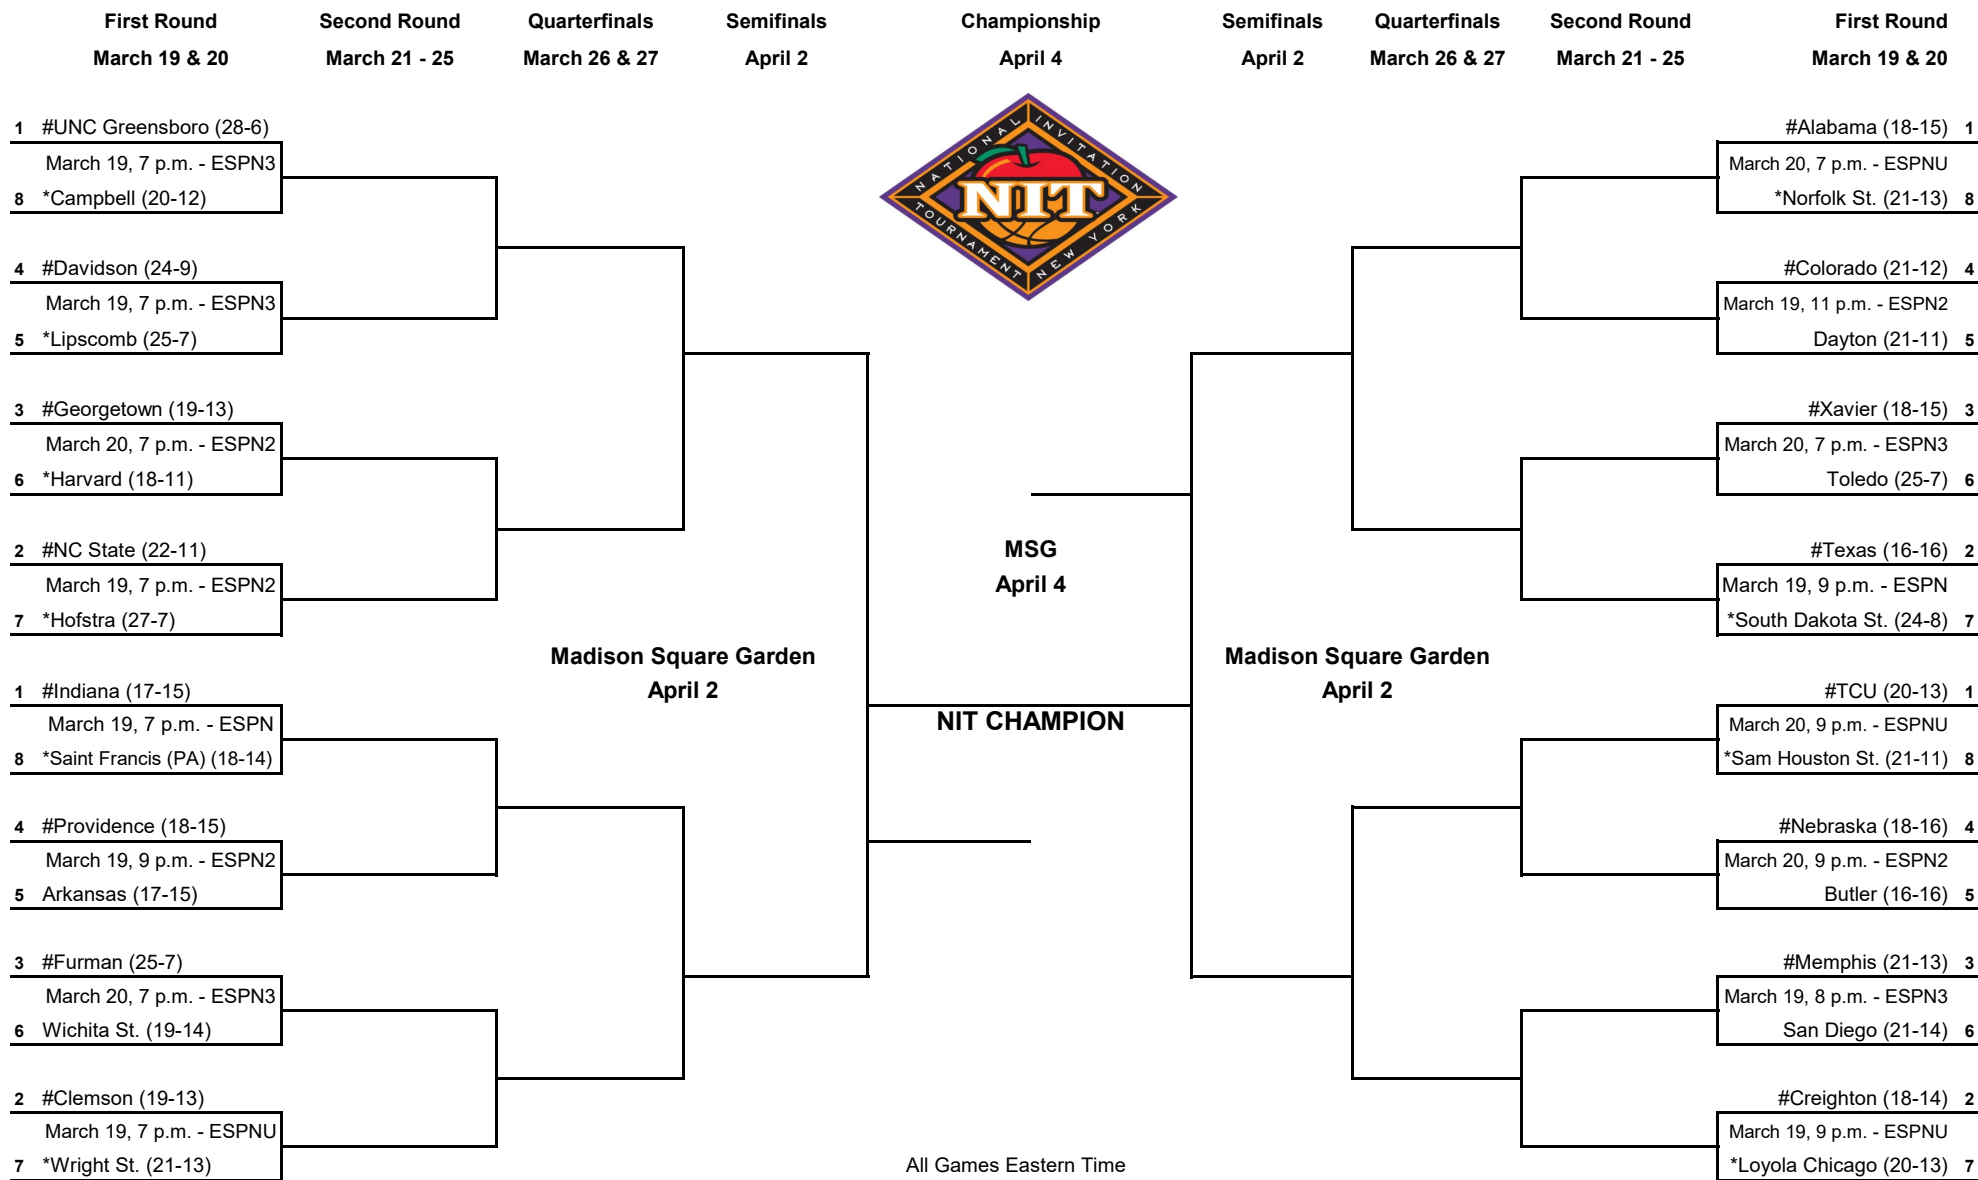 First Round
Second Round
Quarterfinals
Semifinals
Championship
Semifinals
Quarterfinals
Second Round
First Round
March 19 & 20
March 21 - 25
March 26 & 27
April 2
April 4
April 2
March 26 & 27
March 21 - 25
March 19 & 20
1 #UNC Greensboro (28-6)
March 19, 7 p.m. - ESPN3
8 *Campbell (20-12)
4 #Davidson (24-9)
March 19, 7 p.m. - ESPN3
5 *Lipscomb (25-7)
3 #Georgetown (19-13)
March 20, 7 p.m. - ESPN2
6 *Harvard (18-11)
2 #NC State (22-11)
March 19, 7 p.m. - ESPN2
7 *Hofstra (27-7)
1 #Indiana (17-15)
March 19, 7 p.m. - ESPN
8 *Saint Francis (PA) (18-14)
4 #Providence (18-15)
March 19, 9 p.m. - ESPN2
5 Arkansas (17-15)
3 #Furman (25-7)
March 20, 7 p.m. - ESPN3
6 Wichita St. (19-14)
2 #Clemson (19-13)
March 19, 7 p.m. - ESPNU
7 *Wright St. (21-13)
Madison Square Garden
April 2
NATIONAL INVITATION
NIT
TOURNAMENT NEW YORK
MSG
April 4
NIT CHAMPION
All Games Eastern Time
Madison Square Garden
April 2
#Alabama (18-15) 1
March 20, 7 p.m. - ESPNU
*Norfolk St. (21-13) 8
#Colorado (21-12) 4
March 19, 11 p.m. - ESPN2
Dayton (21-11) 5
#Xavier (18-15) 3
March 20, 7 p.m. - ESPN3
Toledo (25-7) 6
#Texas (16-16) 2
March 19, 9 p.m. - ESPN
*South Dakota St. (24-8) 7
#TCU (20-13) 1
March 20, 9 p.m. - ESPNU
*Sam Houston St. (21-11) 8
#Nebraska (18-16) 4
March 20, 9 p.m. - ESPN2
Butler (16-16) 5
#Memphis (21-13) 3
March 19, 8 p.m. - ESPN3
San Diego (21-14) 6
#Creighton (18-14) 2
March 19, 9 p.m. - ESPNU
*Loyola Chicago (20-13) 7